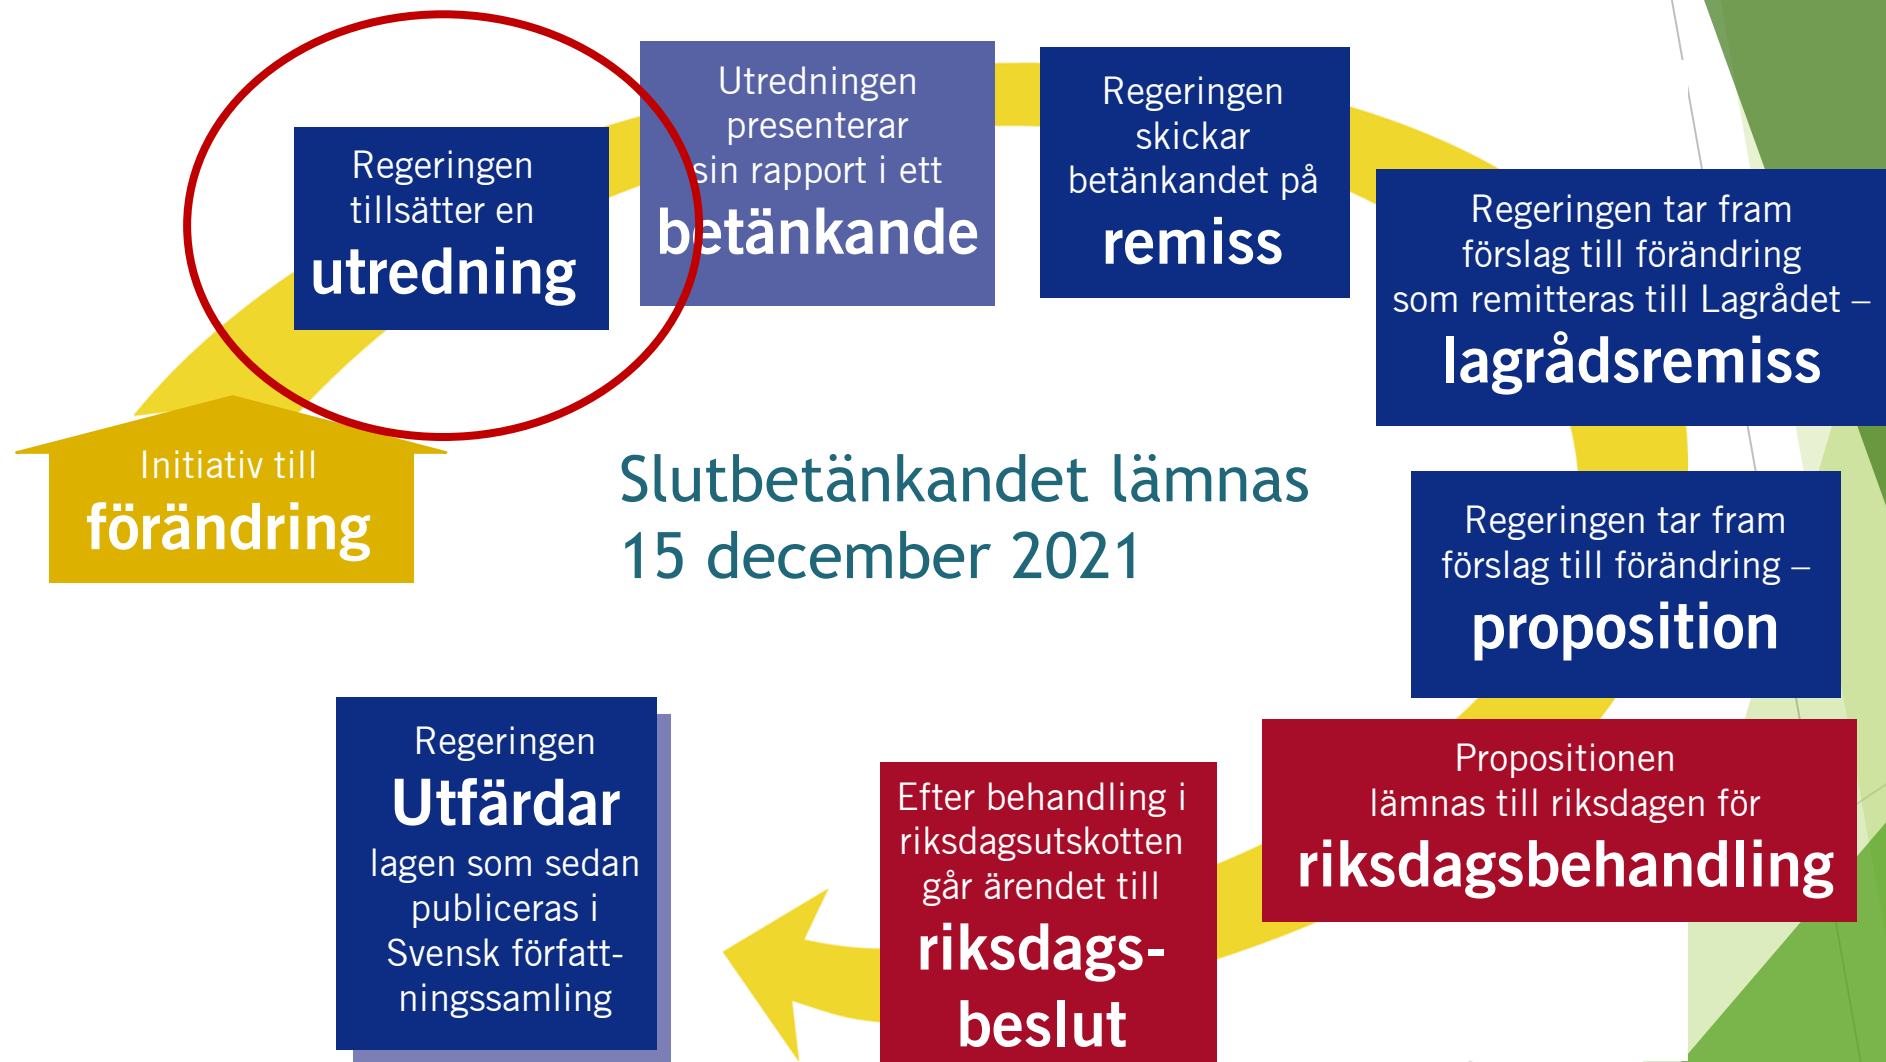 Initiativ till
förändring
Regeringen
tillsätter en
utredning
Utredningen
presenterar
sin rapport i ett
betänkande
Regeringen
skickar
betänkandet på
remiss
Regeringen tar fram
förslag till förändring
som remitteras till Lagrådet –
lagrådsremiss
Regeringen tar fram
förslag till förändring –
proposition
Propositionen
lämnas till riksdagen för
riksdagsbehandling
Efter behandling i
riksdagsutskotten
går ärendet till
riksdags-
beslut
Regeringen
Utfärdar
lagen som sedan
publiceras i
Svensk författ-
ningssamling
Slutbetänkandet lämnas
15 december 2021